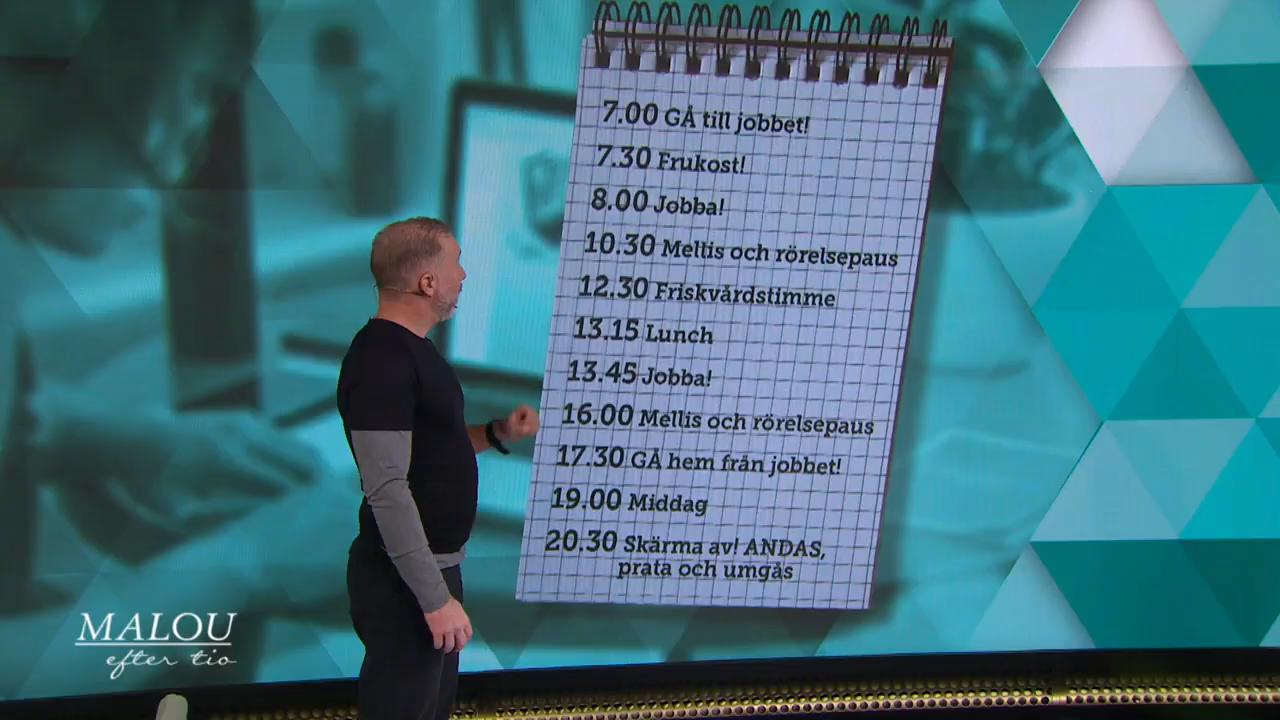 7.00 GÅ till jobbet!
7.30 Frukost!
8.00 Jobba!
10.30 Mellis och rörelsepaus
12.30 Friskvårdstimme
13.15 Lunch
13.45 Jobba!
16.00 Mellis och rörelsepaus
17.30 GÅ hem från jobbet!
19.00 Middag
20.30 Skärma av! ANDAS,
prata och umgås
MALOU
efter tio